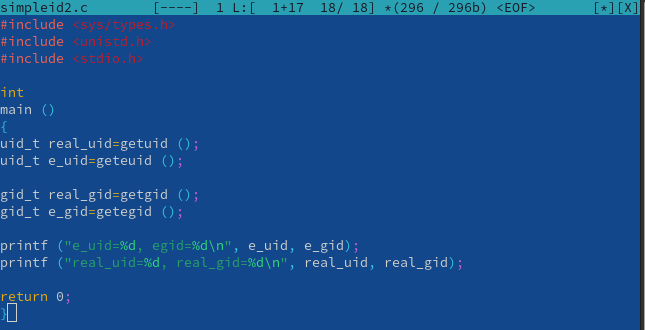 simpleid2.c [----] 1 L:[ 1+17 18/ 18] *(296 / 296b) <EOF> [*][X]
#include <sys/types.h>
#include <unistd.h>
#include <stdio.h>
int
main ()
{
uid_t real_uid=getuid ();
uid_t e_uid=geteuid ();
gid_t real_gid=getgid ();
gid_t e_gid=getegid ();
printf ("e_uid=%d, egid=%d\n", e_uid, e_gid);
printf ("real_uid=%d, real_gid=%d\n", real_uid, real_gid);
return 0;
}